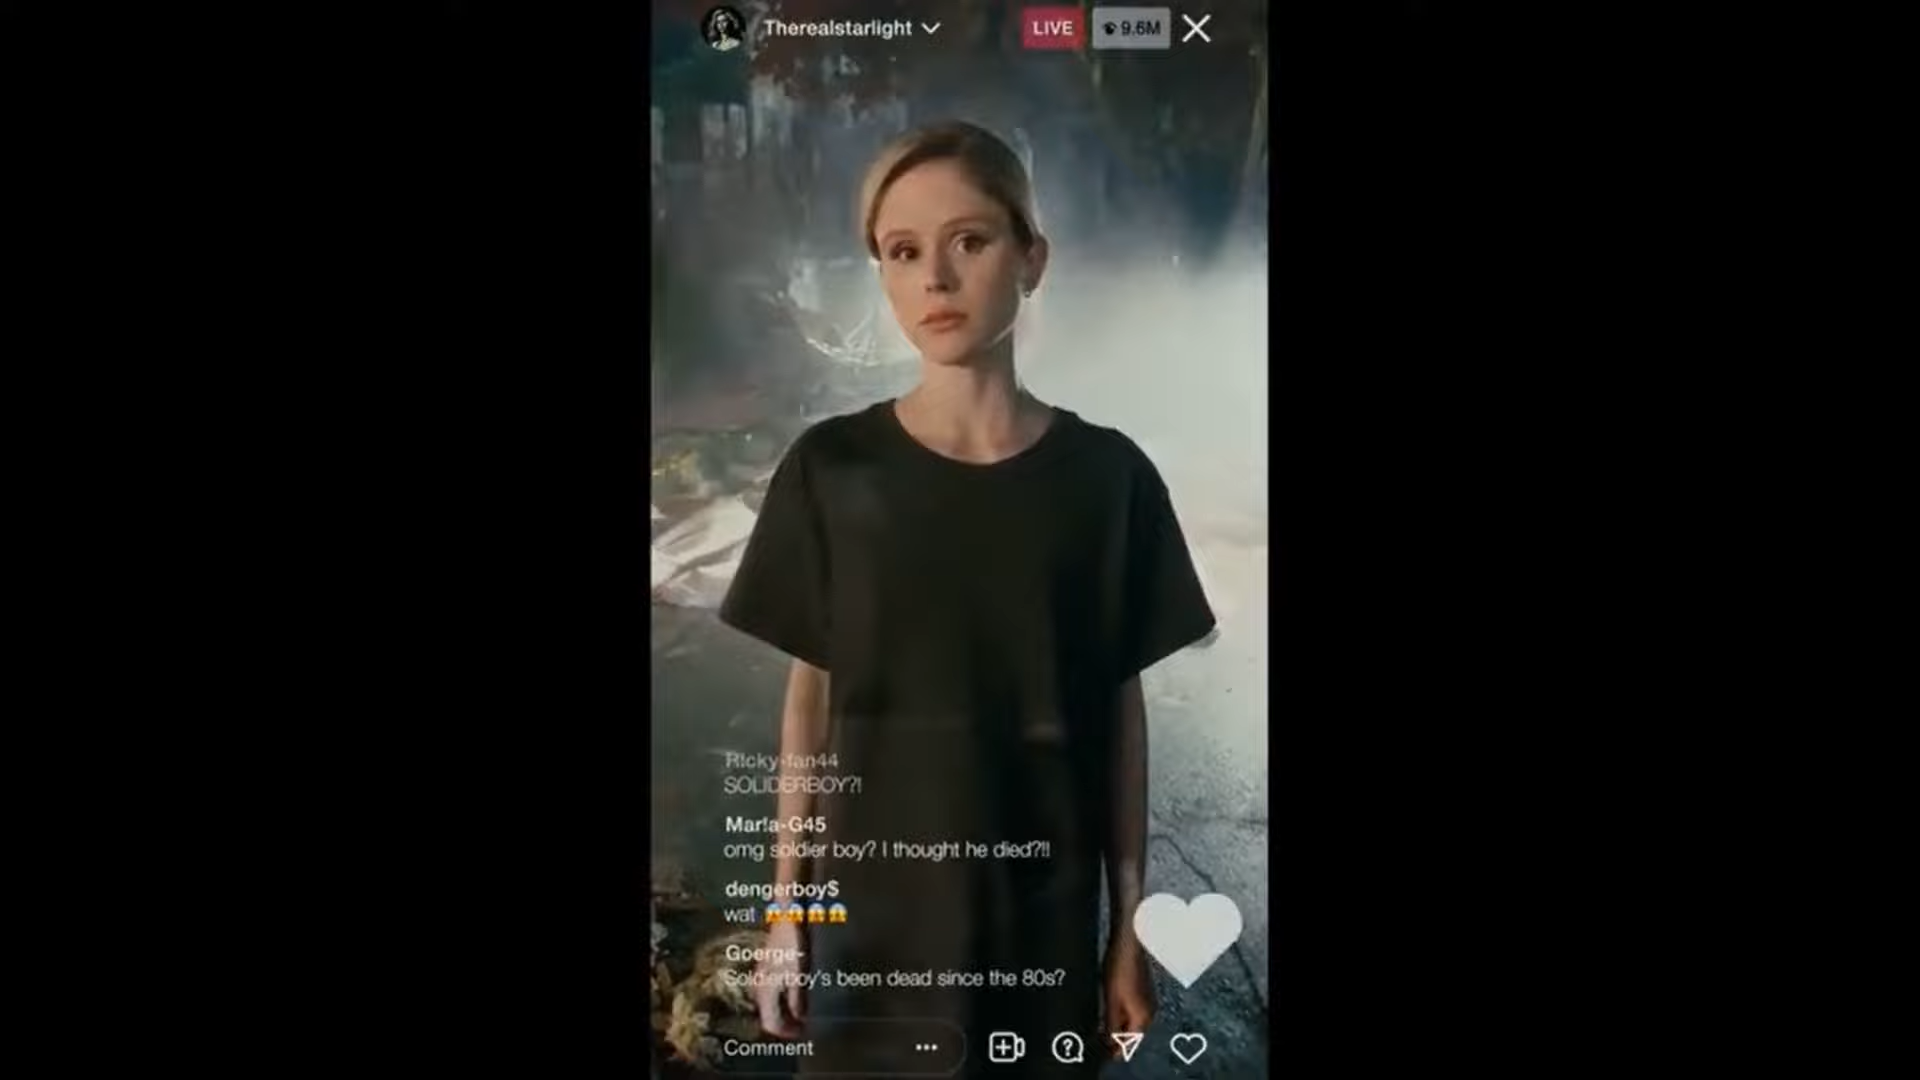 Therealstarlight
LIVE
9.6M
Ricky-fan44
SOLIDERBOY?!
Mar!a-G45
omg soldier boy? I thought he died?!!
dengerboy$
wat 😱😱😱😱
Goerge-
Soldierboy's been dead since the 80s?
Comment